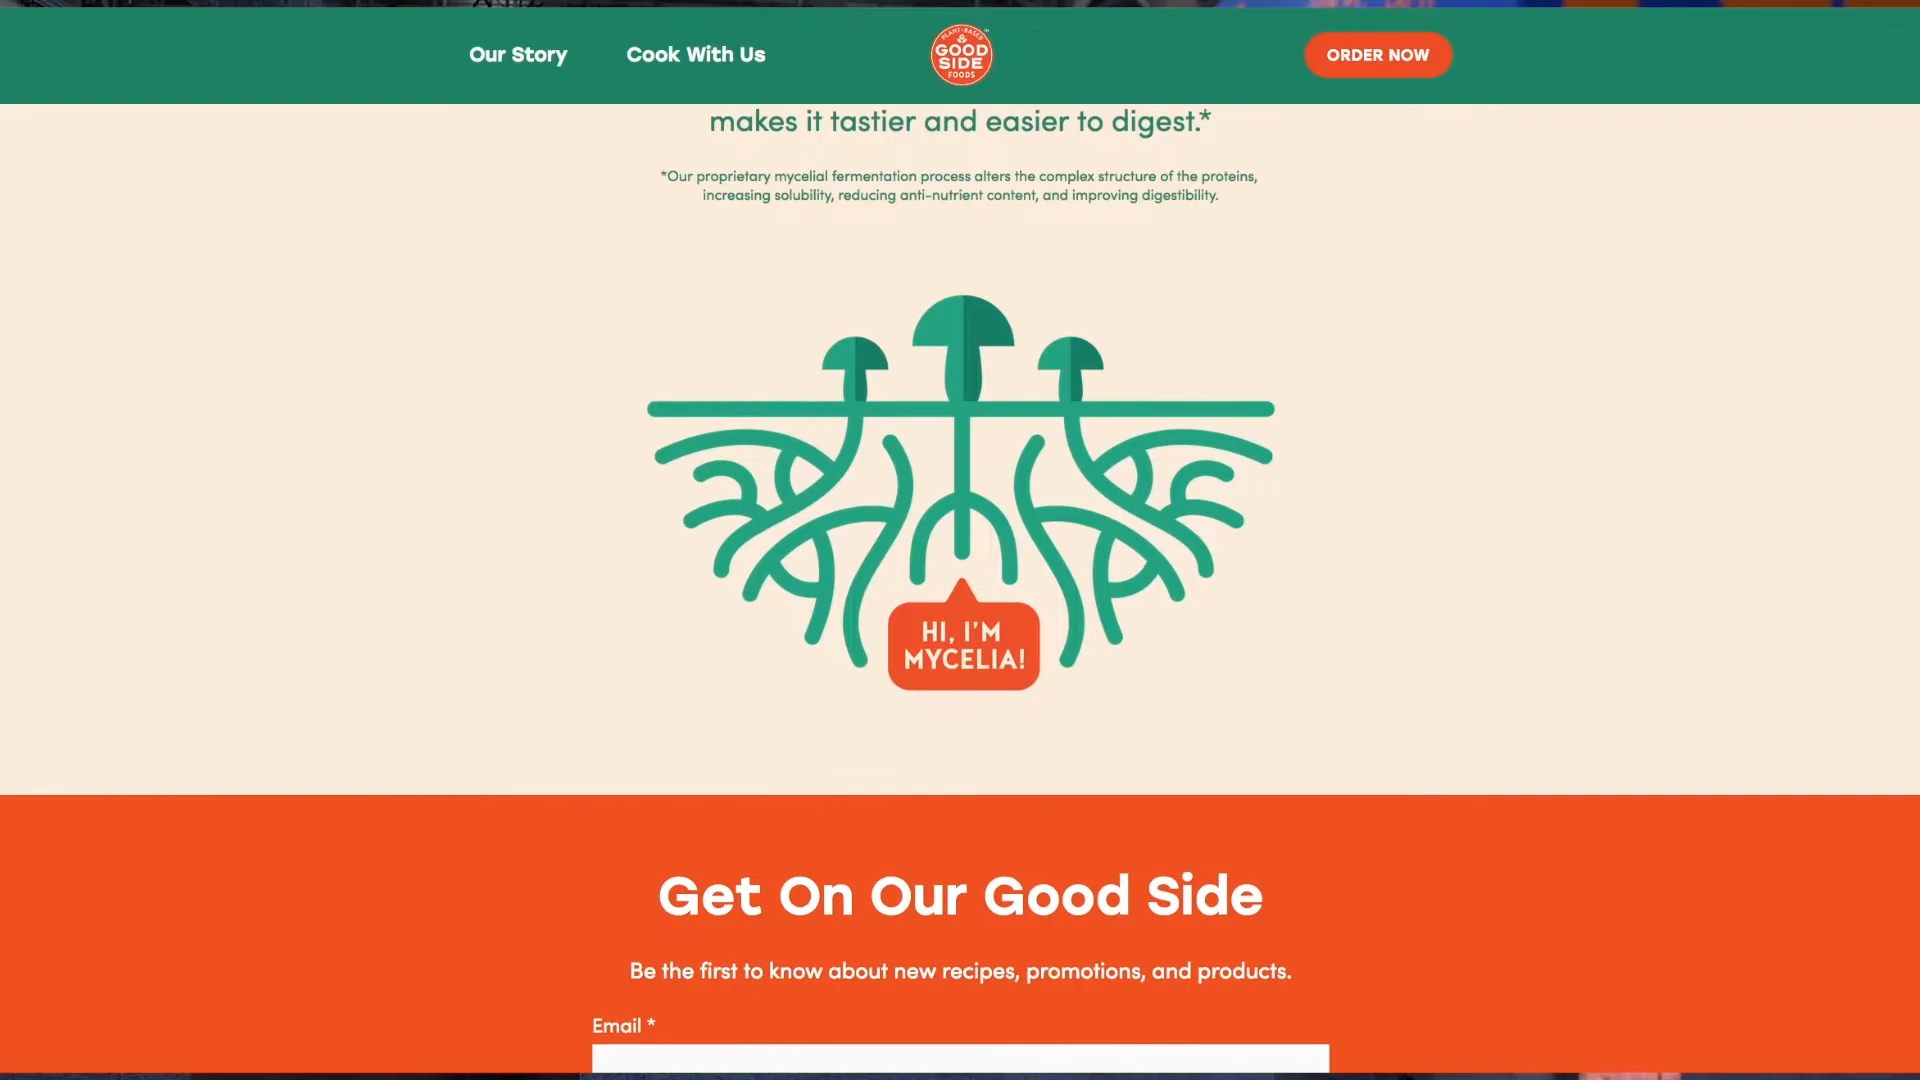 Our Story
Cook With Us
PLANT-BASED
GOOD
SIDE
FOODS
ORDER NOW
makes it tastier and easier to digest.*
*Our proprietary mycelial fermentation process alters the complex structure of the proteins,
increasing solubility, reducing anti-nutrient content, and improving digestibility.
HI, I'M
MYCELIA!
Get On Our Good Side
Be the first to know about new recipes, promotions, and products.
Email *